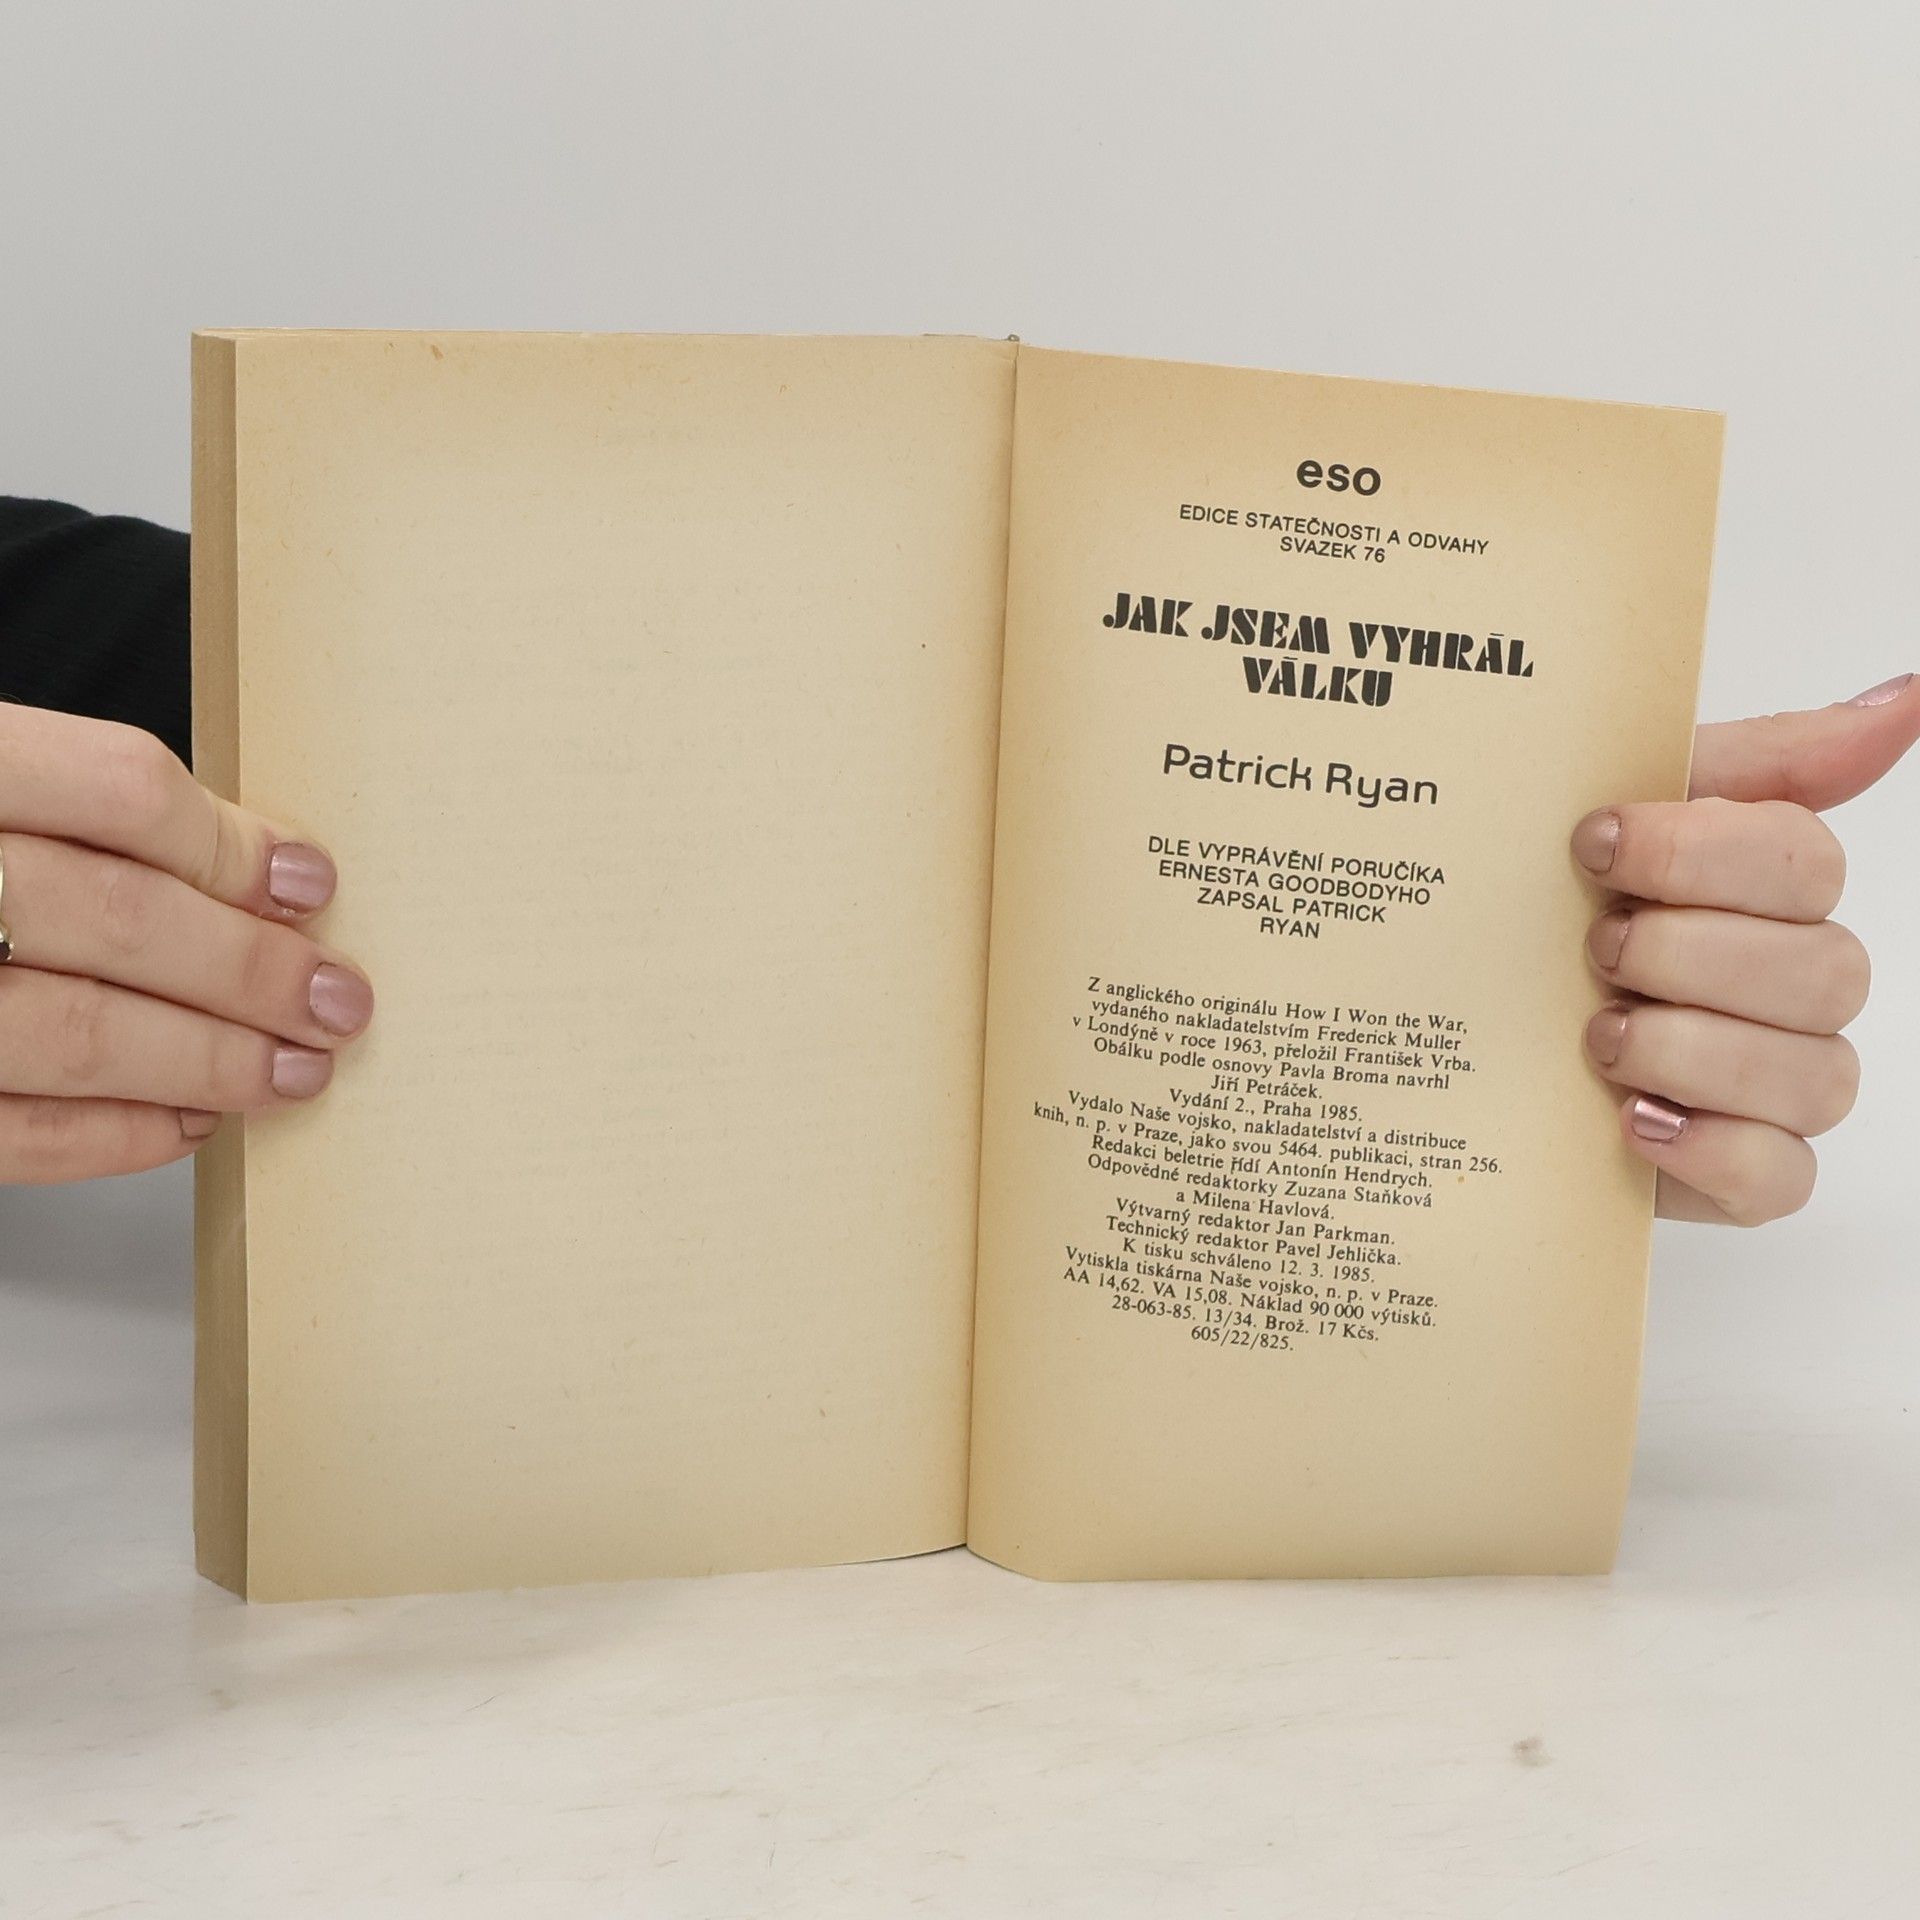 eso
EDICE STATEČNOSTI A ODVAHY
SVAZEK 76
JAK JSEM VYHRÁL
VÁLKU
Patrick Ryan
DLE VYPRÁVĚNÍ PORUČÍKA
ERNESTA GOODBODYHO
ZAPSAL PATRICK
RYAN
Z anglického originálu How I Won the War,
vydaného nakladatelstvím Frederick Muller
v Londýně v roce 1963, přeložil František Vrba.
Obálku podle osnovy Pavla Broma navrhl
Jiří Petráček.
Vydání 2., Praha 1985.
Vydalo Naše vojsko, nakladatelství a distribuce
knih, n. p. v Praze, jako svou 5464. publikaci, stran 256.
Redakci beletrie řídí Antonín Hendrych.
Odpovědné redaktorky Zuzana Staňková
a Milena Havlová.
Výtvarný redaktor Jan Parkman.
Technický redaktor Pavel Jehlička.
K tisku schváleno 12. 3. 1985.
Vytiskla tiskárna Naše vojsko, n. p. v Praze.
AA 14,62. VA 15,08. Náklad 90 000 výtisků.
28-063-85. 13/34. Brož. 17 Kčs.
605/22/825.